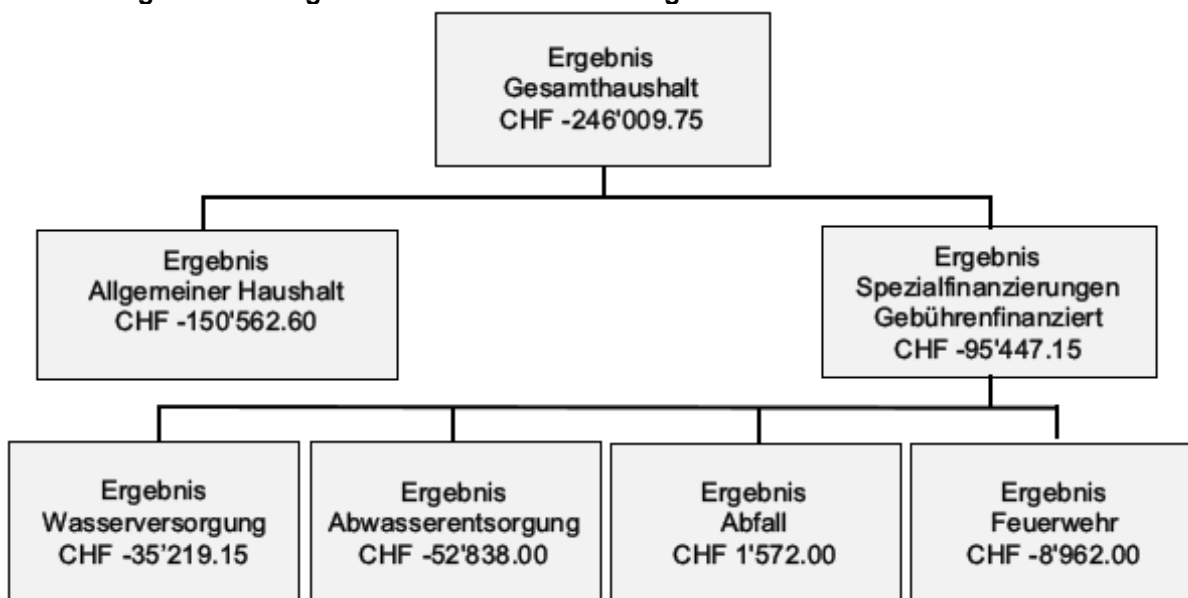 Ergebnis
Gesamthaushalt
CHF -246'009.75
Ergebnis
Allgemeiner Haushalt
CHF -150'562.60
Ergebnis
Spezialfinanzierungen
Gebührenfinanziert
CHF -95'447.15
Ergebnis
Wasserversorgung
CHF -35’219.15
Ergebnis
Abwasserentsorgung
CHF -52'838.00
Ergebnis
Abfall
CHF 1'572.00
Ergebnis
Feuerwehr
CHF -8'962.00